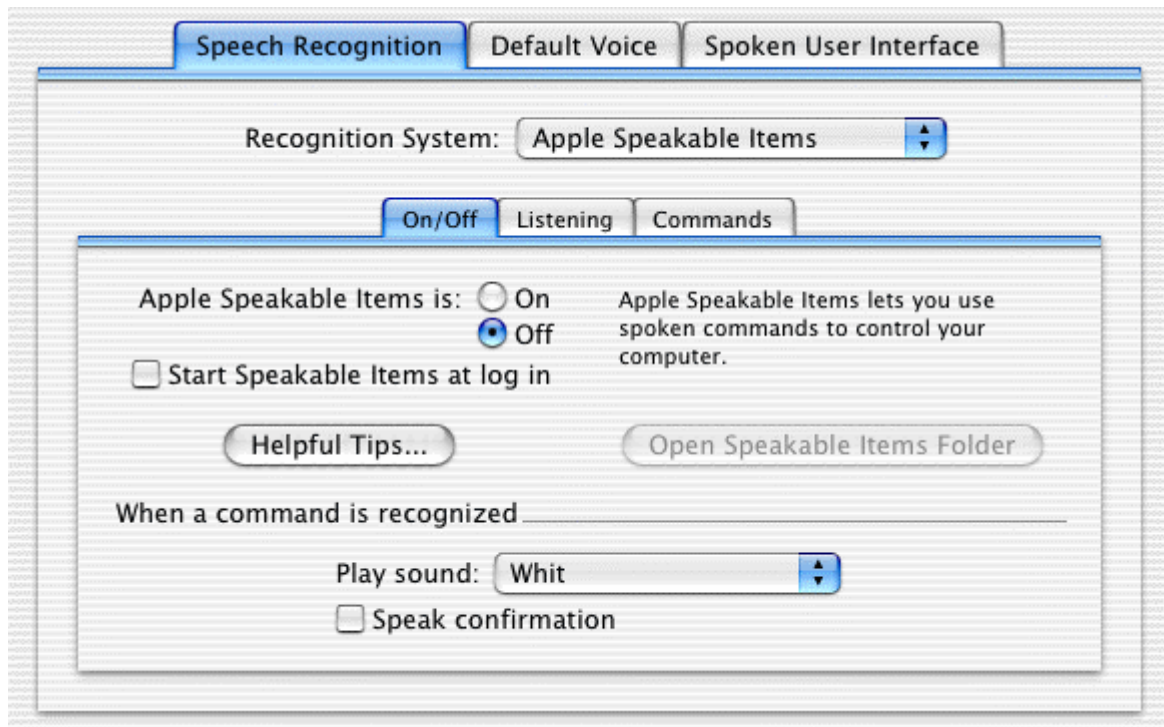 Speech Recognition Default Voice Spoken User Interface
Recognition System: Apple Speakable Items
On/Off Listening Commands
Apple Speakable Items is: On
Off
Start Speakable Items at log in
Apple Speakable Items lets you use
spoken commands to control your
computer.
Helpful Tips... Open Speakable Items Folder
When a command is recognized
Play sound: Whit
Speak confirmation